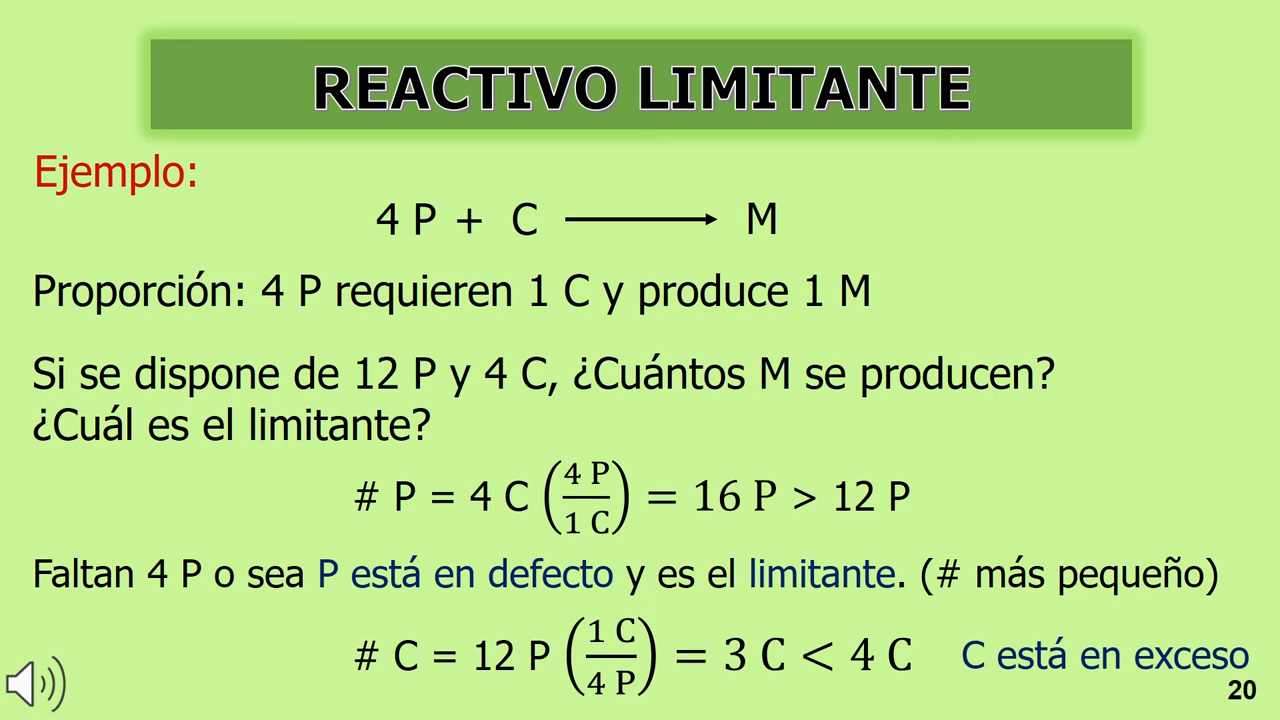 REACTIVO LIMITANTE
Ejemplo:
4 P + C ⟶ M
Proporción: 4 P requieren 1 C y produce 1 M
Si se dispone de 12 P y 4 C, ¿Cuántos M se producen?
¿Cuál es el limitante?
# P = 4 C (4 P / 1 C) = 16 P > 12 P
Faltan 4 P o sea P está en defecto y es el limitante. (# más pequeño)
# C = 12 P (1 C / 4 P) = 3 C < 4 C C está en exceso
20